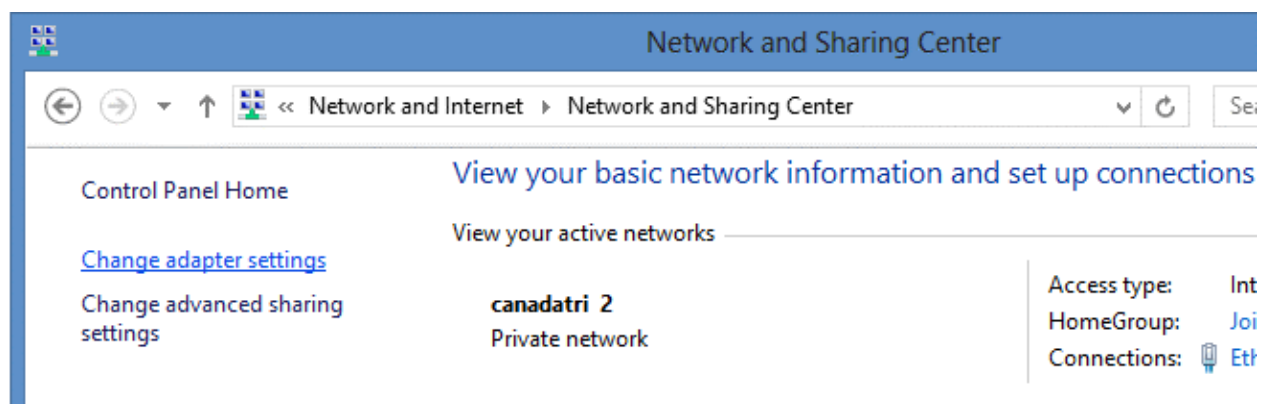 Network and Sharing Center
« Network and Internet Network and Sharing Center
Control Panel Home
Change adapter settings
Change advanced sharing
settings
View your basic network information and set up connections
View your active networks
canadatri 2
Private network
Access type:
HomeGroup:
Connections: